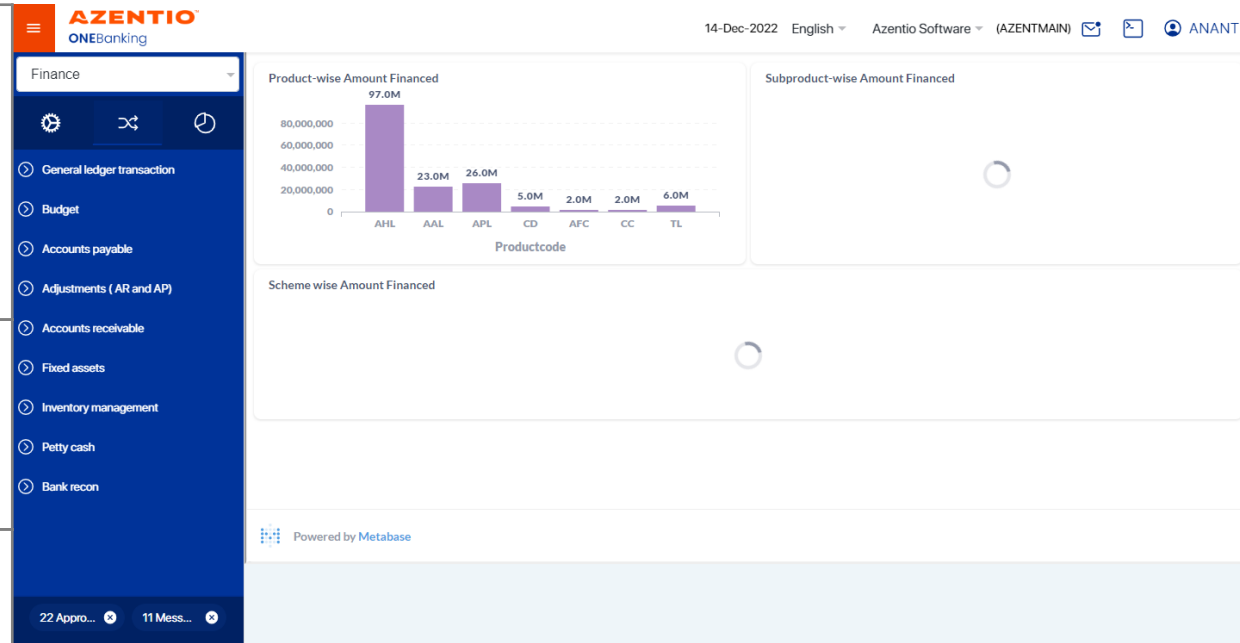 AZENTIO™
ONEBanking
14-Dec-2022 English Azentio Software (AZENTMAIN) ANANT
Finance
General ledger transaction
Budget
Accounts payable
Adjustments ( AR and AP)
Accounts receivable
Fixed assets
Inventory management
Petty cash
Bank recon
22 Appro...
11 Mess...
Product-wise Amount Financed
97.0M
80,000,000
60,000,000
40,000,000
20,000,000
0
23.0M
26.0M
5.0M
2.0M
2.0M
6.0M
AHL AAL APL CD AFC CC TL
Productcode
Subproduct-wise Amount Financed
Scheme wise Amount Financed
Powered by Metabase